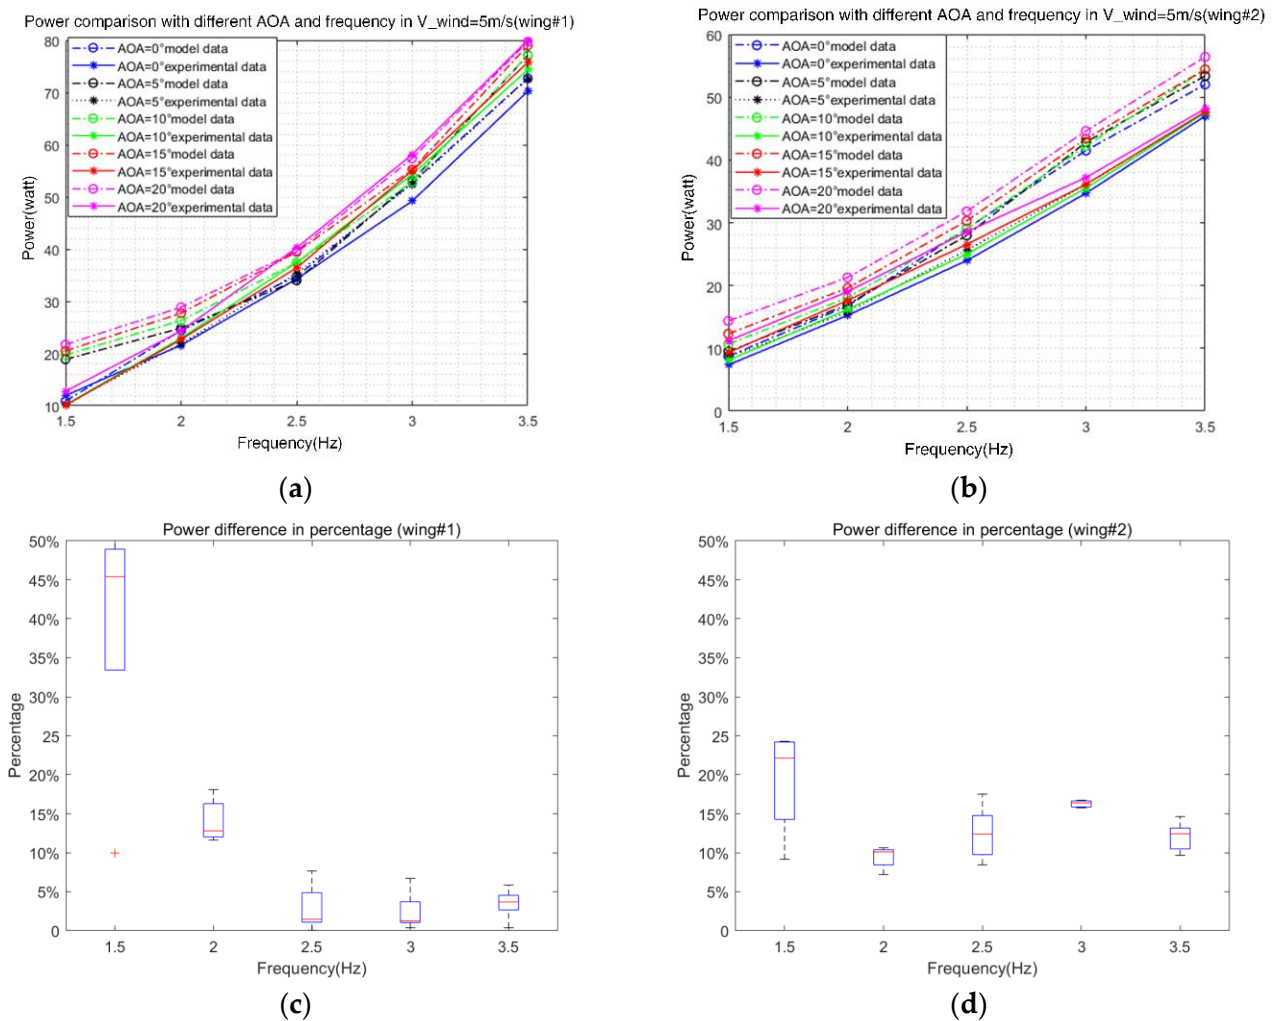 Power comparison with different AOA and frequency in V_wind=5m/s(wing#1)
80
70
60
50
40
30
20
10
Power(watt)
AOA=0°model data
AOA=0°experimental data
AOA=5°model data
AOA=5°experimental data
AOA=10°model data
AOA=10°experimental data
AOA=15°model data
AOA=15°experimental data
AOA=20°model data
AOA=20°experimental data
1.5 2 2.5 3 3.5
Frequency(Hz)
(a)
Power comparison with different AOA and frequency in V_wind=5m/s(wing#2)
60
50
40
30
20
10
0
Power(watt)
AOA=0°model data
AOA=0°experimental data
AOA=5°model data
AOA=5°experimental data
AOA=10°model data
AOA=10°experimental data
AOA=15°model data
AOA=15°experimental data
AOA=20°model data
AOA=20°experimental data
1.5 2 2.5 3 3.5
Frequency(Hz)
(b)
Power difference in percentage (wing#1)
50%
45%
40%
35%
30%
25
20%
15%
10%
5%
0
Percentage
1.5 2 2.5 3 3.5
Frequency(Hz)
(c)
Power difference in percentage (wing#2)
50%
45%
40%
35%
30%
25
20%
15%
10%
5%
0
Percentage
1.5 2 2.5 3 3.5
Frequency(Hz)
(d)